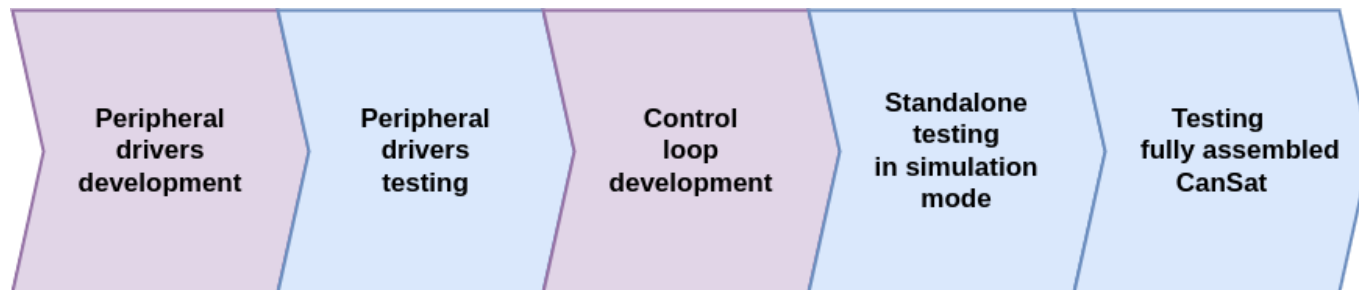 Peripheral
drivers
development
Peripheral
drivers
testing
Control
loop
development
Standalone
testing
in simulation
mode
Testing
fully assembled
CanSat